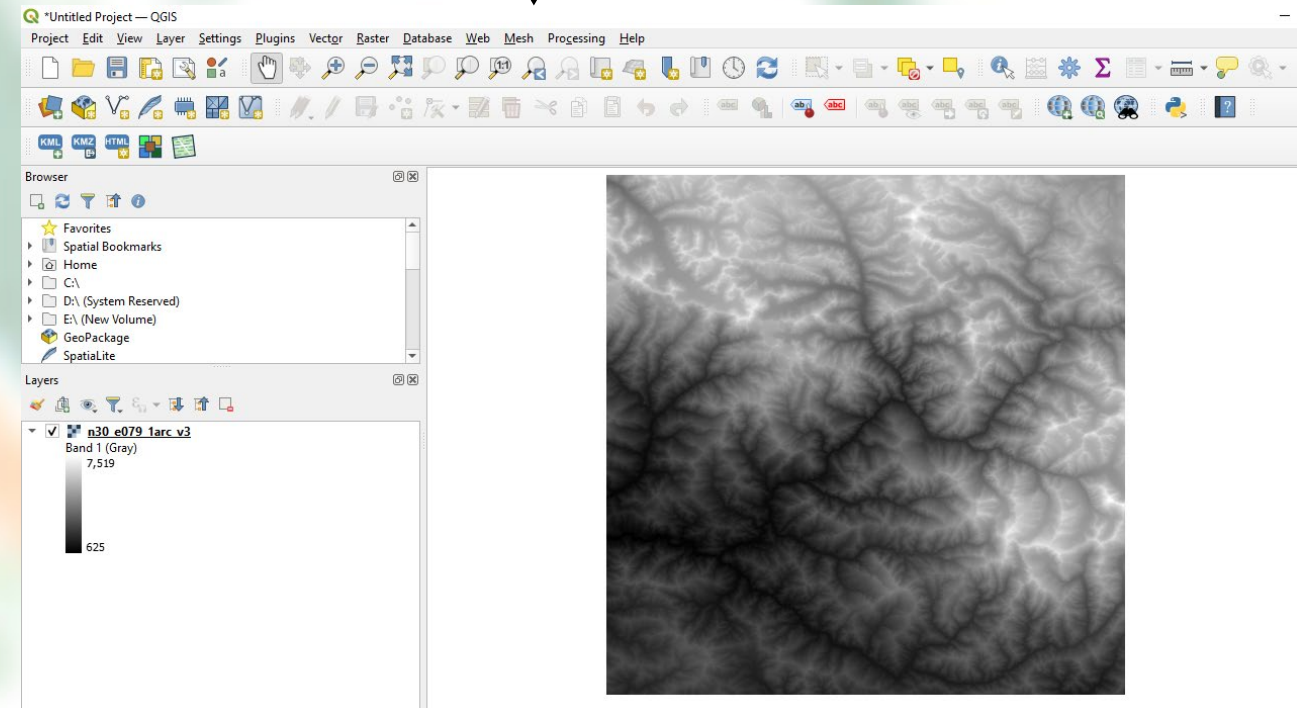 *Untitled Project — QGIS
Project Edit View Layer Settings Plugins Vector Raster Database Web Mesh Processing Help
KML KMZ HTML
Browser
Favorites
Spatial Bookmarks
Home
C:\
D:\ (System Reserved)
E:\ (New Volume)
GeoPackage
SpatiaLite
Layers
n30_e079_1arc_v3
Band 1 (Gray)
7,519
625